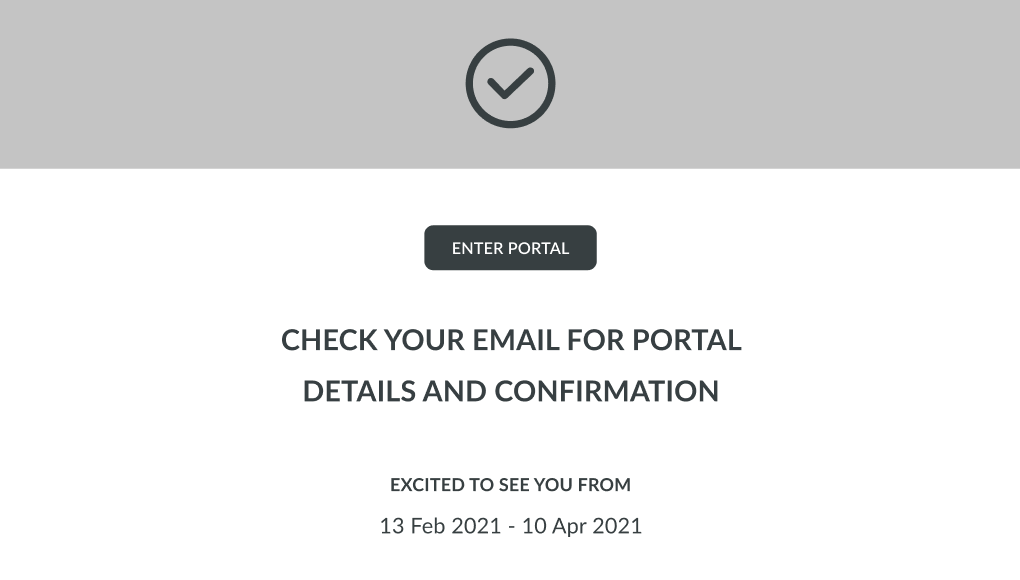 ENTER PORTAL
CHECK YOUR EMAIL FOR PORTAL
DETAILS AND CONFIRMATION
EXCITED TO SEE YOU FROM
13 Feb 2021 - 10 Apr 2021